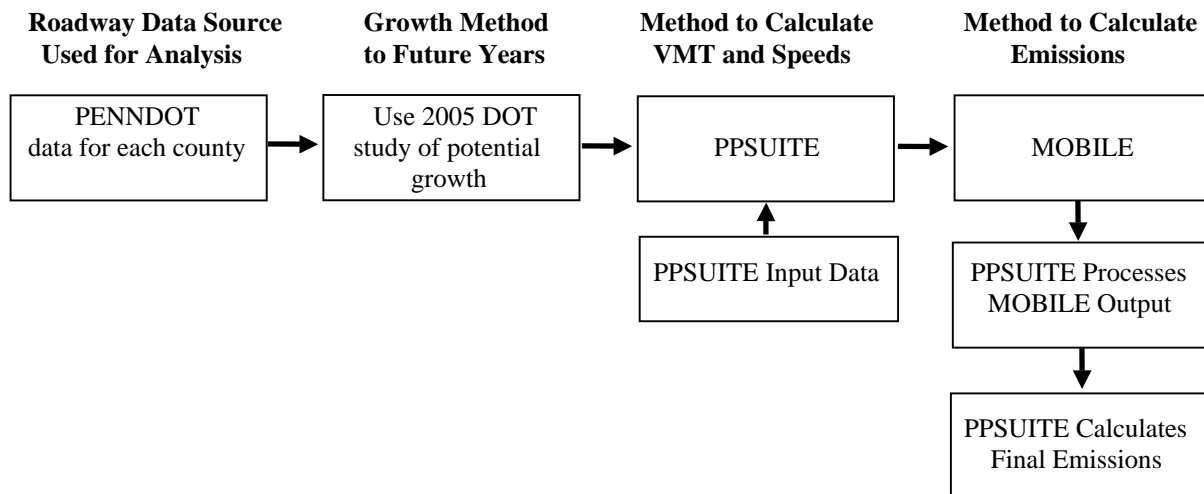 Roadway Data Source
Used for Analysis
Growth Method
to Future Years
Method to Calculate
VMT and Speeds
Method to Calculate
Emissions
PENNDOT
data for each county
Use 2005 DOT
study of potential
growth
PPSUITE
MOBILE
PPSUITE Input Data
PPSUITE Processes
MOBILE Output
PPSUITE Calculates
Final Emissions